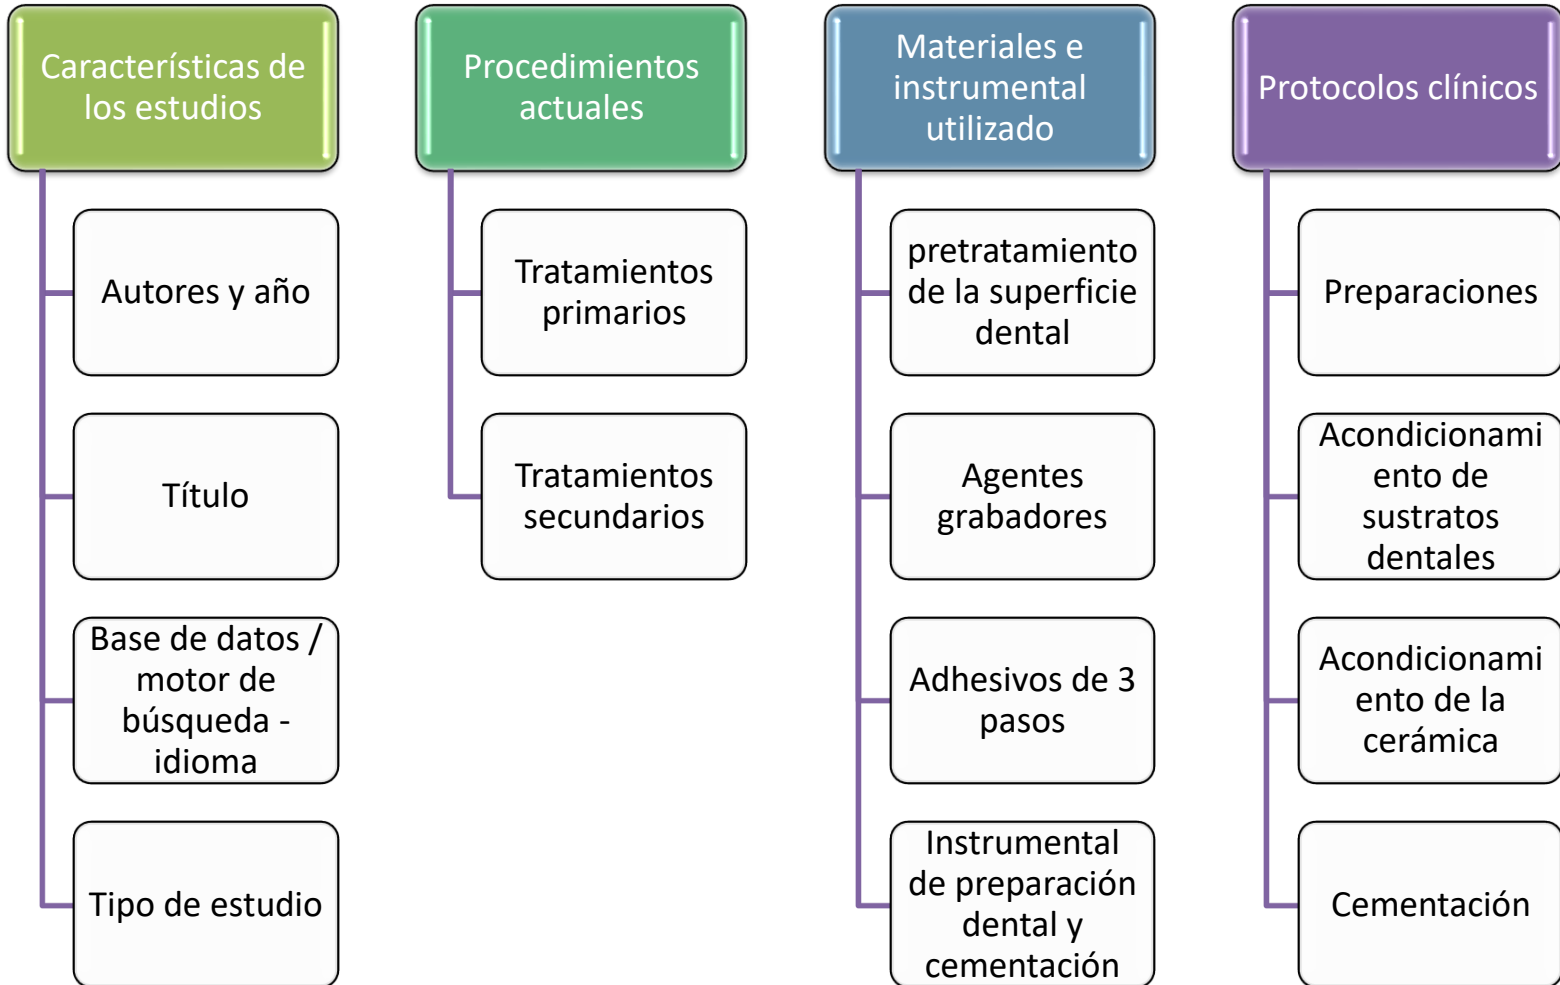 Características de
los estudios
Autores y año
Título
Base de datos /
motor de
búsqueda -
idioma
Tipo de estudio
Procedimientos
actuales
Tratamientos
primarios
Tratamientos
secundarios
Materiales e
instrumental
utilizado
pretratamiento
de la superficie
dental
Agentes
grabadores
Adhesivos de 3
pasos
Instrumental
de preparación
dental y
cementación
Protocolos clínicos
Preparaciones
Acondicionami
ento de
sustratos
dentales
Acondicionami
ento de la
cerámica
Cementación